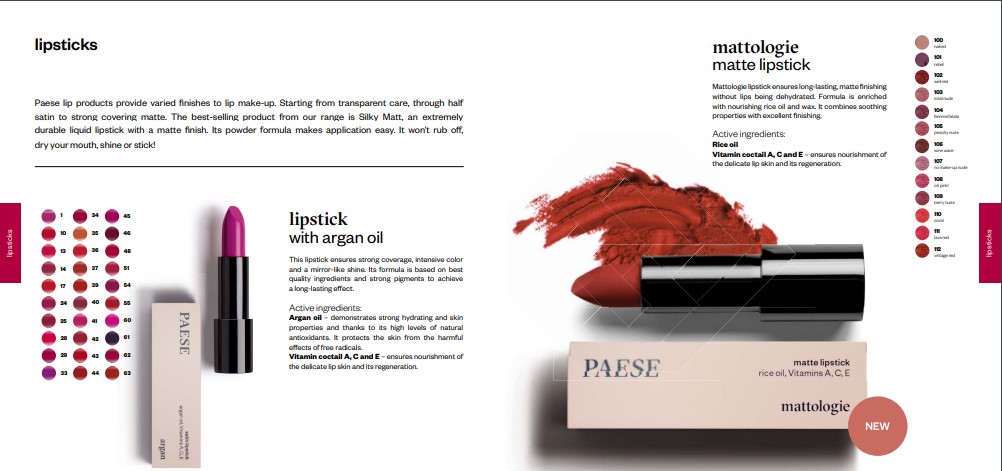 lipsticks
Paese lip products provide varied finishes to lip make-up. Starting from transparent care, through half
satin to strong covering matte. The best-selling product from our range is Silky Matt, an extremely
durable liquid lipstick with a matte finish. Its powder formula makes application easy. It won't rub off,
dry your mouth, shine or stick!
lipsticks
1 34 45
10 35 46
13 36 48
14 37 51
17 39 54
24 40 55
25 41 60
28 42 61
29 43 62
33 44 63
PAESE
argan oil, Vitamins A, C, E
argan
lipstick
with argan oil
This lipstick ensures strong coverage, intensive color
and a mirror-like shine. Its formula is based on best
quality ingredients and strong pigments to achieve
a long-lasting effect.
Active ingredients:
Argan oil – demonstrates strong hydrating and skin
properties and thanks to its high levels of natural
antioxidants. It protects the skin from the harmful
effects of free radicals.
Vitamin coctail A, C and E – ensures nourishment of
the delicate lip skin and its regeneration.
mattologie
matte lipstick
Mattologie lipstick ensures long-lasting, matte finishing
without lips being dehydrated. Formula is enriched
with nourishing rice oil and wax. It combines soothing
properties with excellent finishing.
Active ingredients:
Rice oil
Vitamin coctail A, C and E – ensures nourishment of
the delicate lip skin and its regeneration.
100
naked
101
rebel
102
well red
103
total nude
104
femme fatale
105
peachy nude
106
wine wave
107
no make-up nude
108
oh pink!
109
berry nude
110
coral
111
112
vintage red
lipsticks
PAESE
matte lipstick
rice oil, Vitamins A, C, E
mattologie
NEW